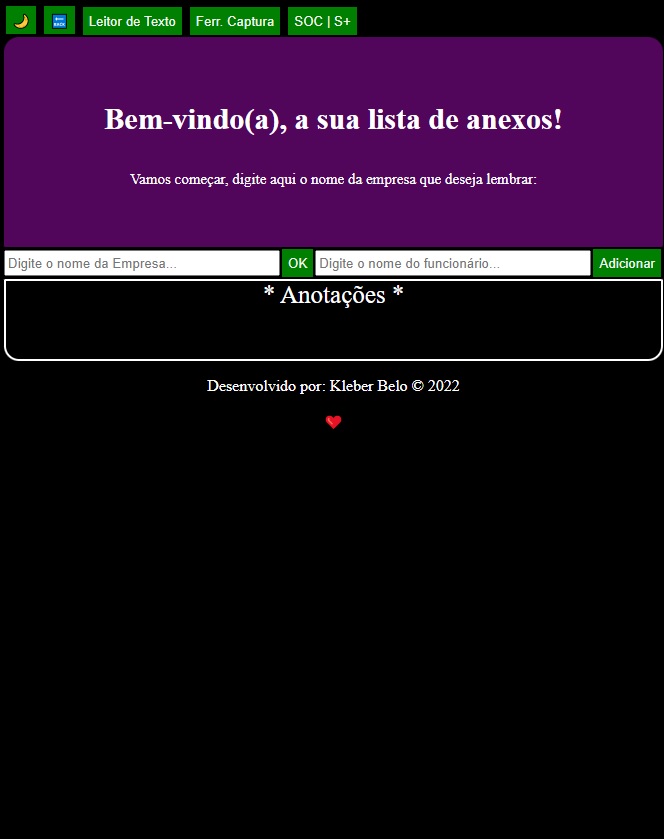 🌙 🔙 Leitor de Texto Ferr. Captura SOC | S+
Bem-vindo(a), a sua lista de anexos!
Vamos começar, digite aqui o nome da empresa que deseja lembrar:
Digite o nome da Empresa... OK Digite o nome do funcionário... Adicionar
* Anotações *
Desenvolvido por: Kleber Belo © 2022